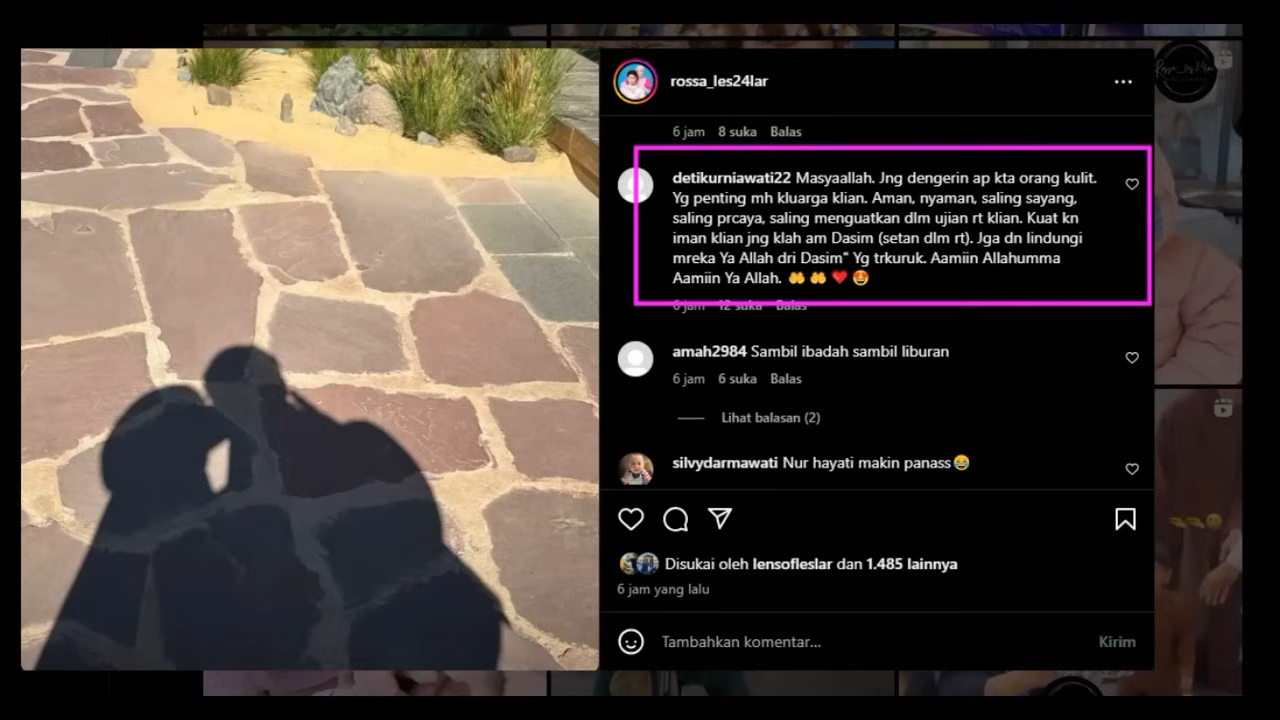 rossa_les24lar
6 jam 8 suka Balas
detikurniawati22 Masyaallah. Jng dengerin ap kta orang kulit.
Yg penting mh kluarga klian. Aman, nyaman, saling sayang,
saling prcaya, saling menguatkan dlm ujian rt klian. Kuat kn
iman klian jng klah am Dasim (setan dlm rt). Jga dn lindungi
mreka Ya Allah dri Dasim" Yg trkuruk. Aamiin Allahumma
Aamiin Ya Allah. 🤲 🤲 ❤️ 🤩
6 jam 12 suka Balas
amah2984 Sambil ibadah sambil liburan
6 jam 6 suka Balas
Lihat balasan (2)
silvydarmawati Nur hayati makin panass😂
Disukai oleh lensofleslar dan 1.485 lainnya
6 jam yang lalu
Tambahkan komentar...
Kirim